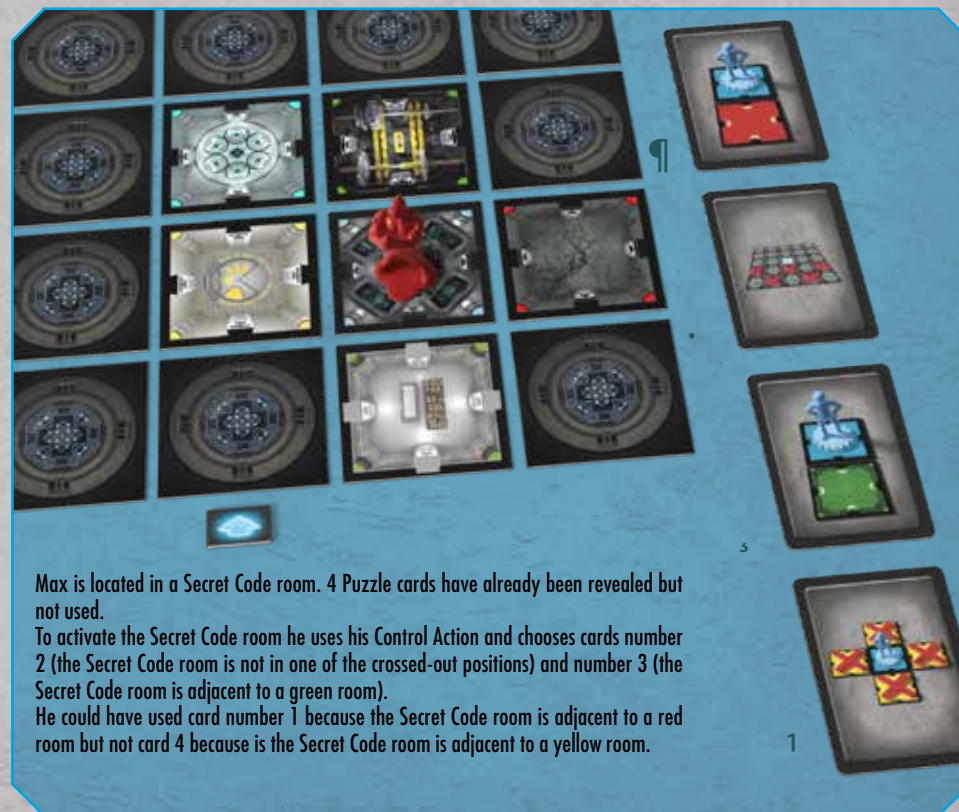 ¶
.
3
Max is located in a Secret Code room. 4 Puzzle cards have already been revealed but
not used.
To activate the Secret Code room he uses his Control Action and chooses cards number
2 (the Secret Code room is not in one of the crossed-out positions) and number 3 (the
Secret Code room is adjacent to a green room).
He could have used card number 1 because the Secret Code room is adjacent to a red
room but not card 4 because is the Secret Code room is adjacent to a yellow room.
1